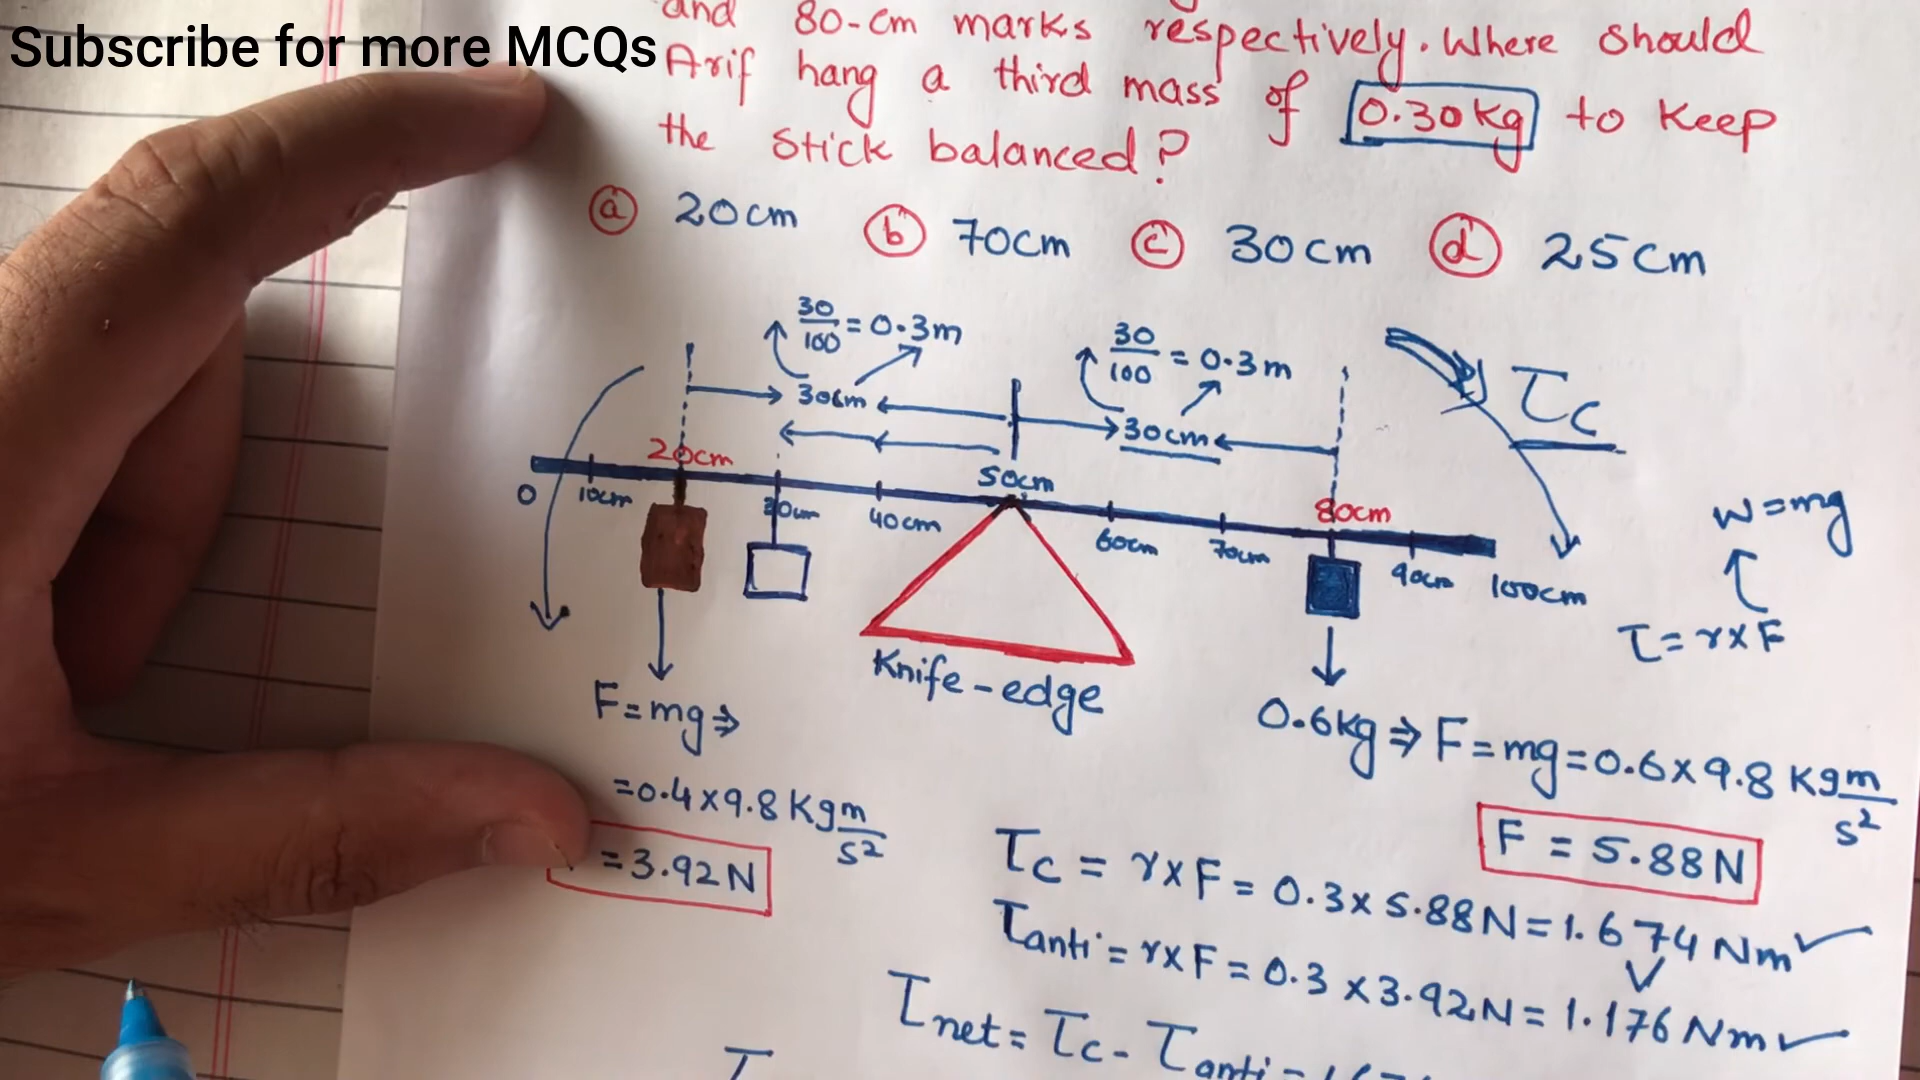 Subscribe for more MCQs
and 80-cm marks respectively. Where should
Arif hang a third mass of 0.30kg to keep
the stick balanced?
a 20cm b 70cm c 30cm d 25cm
30/100 = 0.3m
30/100 = 0.3m
30cm
30cm
τc
20cm
50cm
80cm
0 10cm 30cm 40cm 60cm 70cm 90cm 100cm
w=mg
τ=r×F
Knife-edge
F=mg⇒
=0.4×9.8 Kg m/s²
=3.92N
0.6kg⇒F=mg=0.6×9.8 Kg m/s²
F = 5.88N
τc = r×F = 0.3×5.88N=1.674 Nm✓
τanti = r×F = 0.3×3.92N=1.176 Nm✓
τnet = τc - τanti =